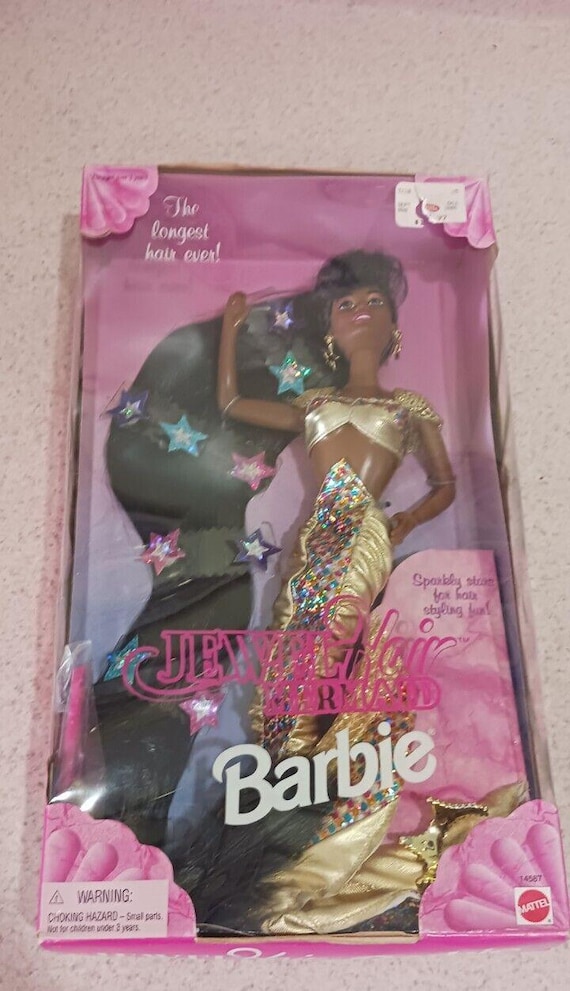 The
longest
hair ever!
Sparkly stars
for hair
styling fun!
JEWEL Hair™
MERMAID
Barbie®
⚠ WARNING:
CHOKING HAZARD – Small parts.
Not for children under 3 years.
14587
MATTEL